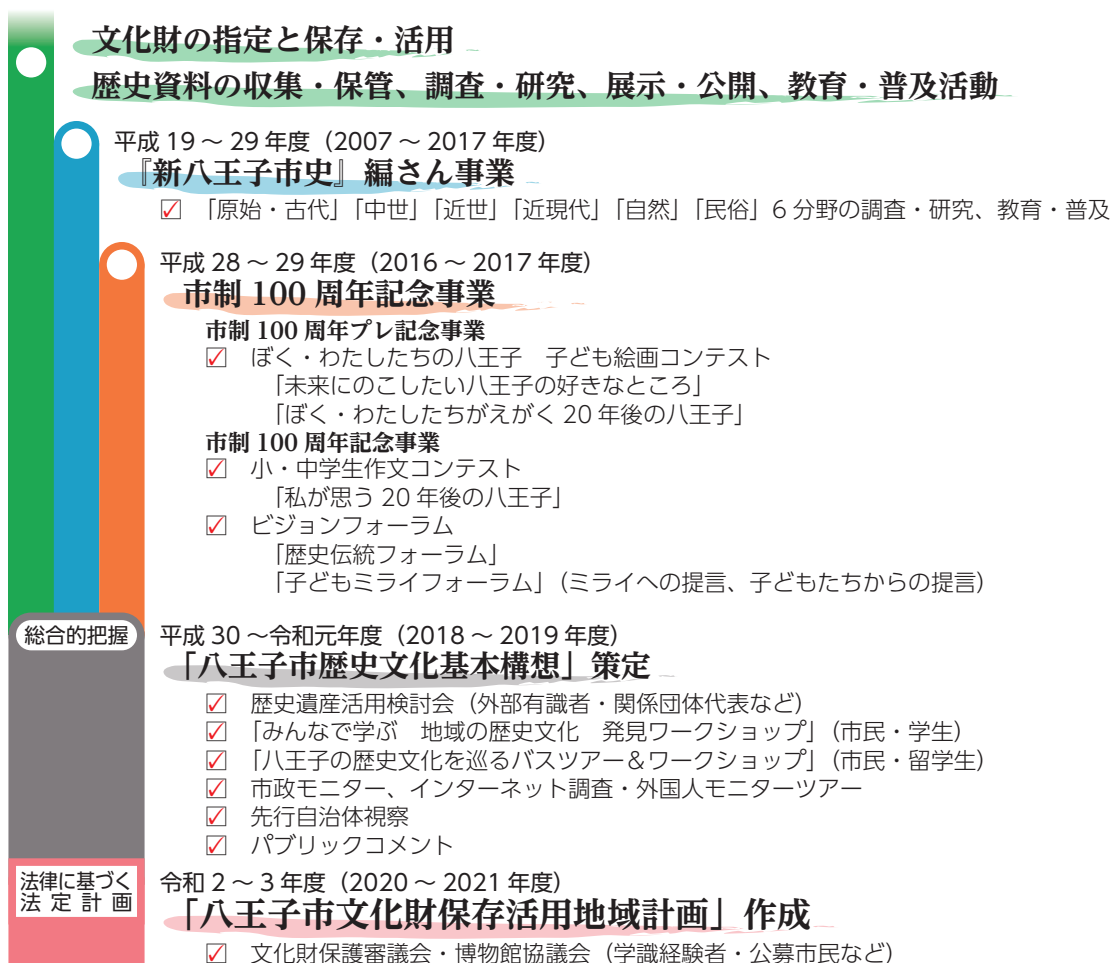 文化財の指定と保存・活用
歴史資料の収集・保管、調査・研究、展示・公開、教育・普及活動
平成 19 ～ 29 年度（2007 ～ 2017 年度）
『新八王子市史』編さん事業
☑ 「原始・古代」「中世」「近世」「近現代」「自然」「民俗」6 分野の調査・研究、教育・普及
平成 28 ～ 29 年度（2016 ～ 2017 年度）
市制 100 周年記念事業
市制 100 周年プレ記念事業
☑ ぼく・わたしたちの八王子　子ども絵画コンテスト
「未来にのこしたい八王子の好きなところ」
「ぼく・わたしたちがえがく 20 年後の八王子」
市制 100 周年記念事業
☑ 小・中学生作文コンテスト
「私が思う 20 年後の八王子」
☑ ビジョンフォーラム
「歴史伝統フォーラム」
「子どもミライフォーラム」（ミライへの提言、子どもたちからの提言）
総合的把握
平成 30 ～令和元年度（2018 ～ 2019 年度）
「八王子市歴史文化基本構想」策定
☑ 歴史遺産活用検討会（外部有識者・関係団体代表など）
☑ 「みんなで学ぶ　地域の歴史文化　発見ワークショップ」（市民・学生）
☑ 「八王子の歴史文化を巡るバスツアー＆ワークショップ」（市民・留学生）
☑ 市政モニター、インターネット調査・外国人モニターツアー
☑ 先行自治体視察
☑ パブリックコメント
法律に基づく
法定計画
令和 2 ～ 3 年度（2020 ～ 2021 年度）
「八王子市文化財保存活用地域計画」作成
☑ 文化財保護審議会・博物館協議会（学識経験者・公募市民など）